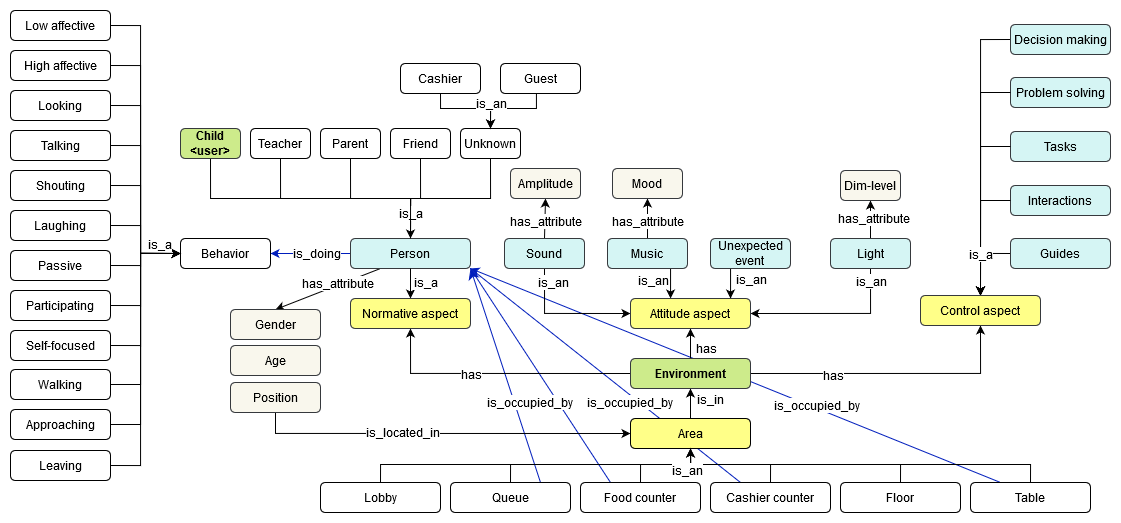 Low affective
High affective
Looking
Talking
Shouting
Laughing
Passive
Participating
Self-focused
Walking
Approaching
Leaving
is_a
Behavior
is_doing
Cashier
Guest
is_an
Child
<user>
Teacher
Parent
Friend
Unknown
is_a
Person
has_attribute
is_a
Gender
Age
Position
Normative aspect
Amplitude
Mood
Dim-level
has_attribute
has_attribute
has_attribute
Sound
Music
Unexpected
event
Light
is_an
is_an
is_an
is_an
Attitude aspect
Decision making
Problem solving
Tasks
Interactions
Guides
is_a
Control aspect
has
has
Environment
has
is_occupied_by
is_occupied_by
is_in
is_occupied_by
is_located_in
Area
is_an
Lobby
Queue
Food counter
Cashier counter
Floor
Table